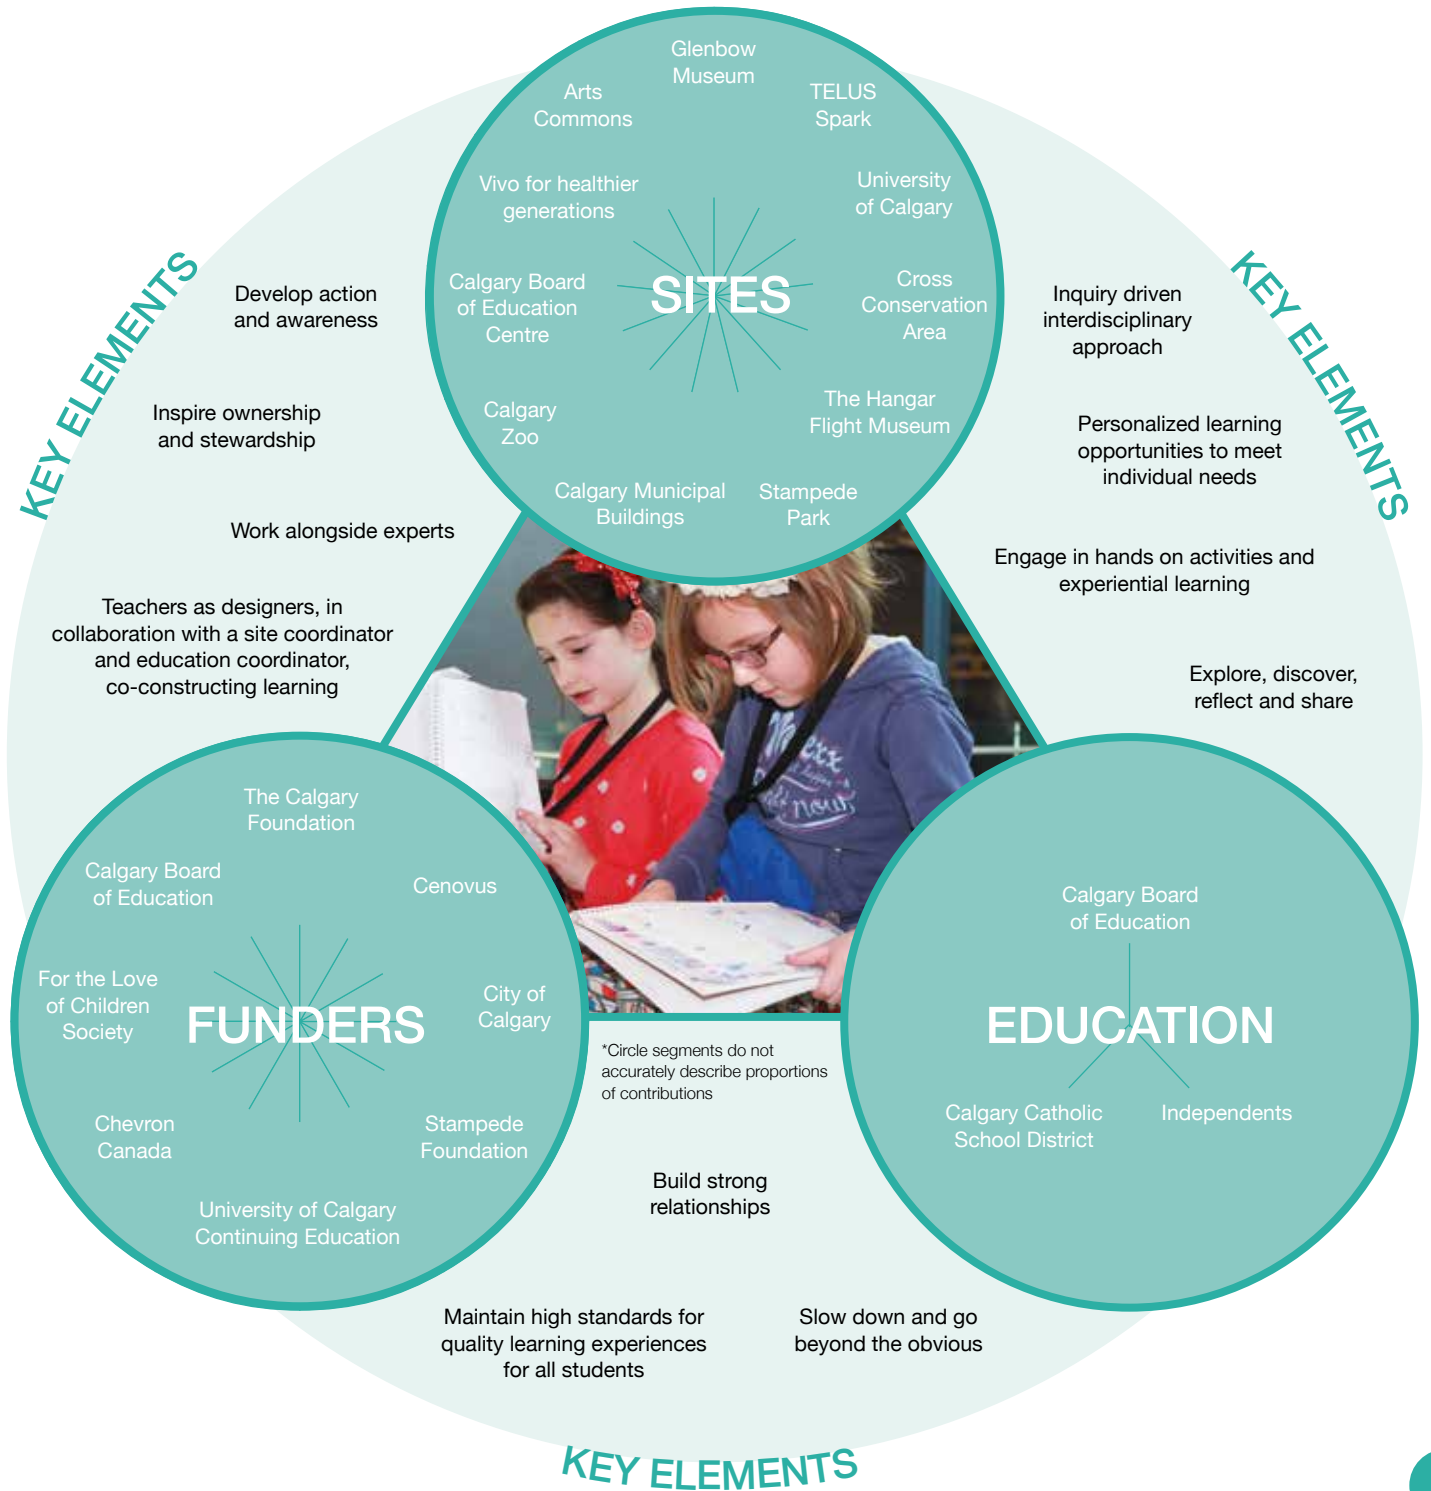 Glenbow
Museum
Arts
Commons
TELUS
Spark
Vivo for healthier
generations
University
of Calgary
Calgary Board
of Education
Centre
SITES
Cross
Conservation
Area
Calgary
Zoo
The Hangar
Flight Museum
Calgary Municipal
Buildings
Stampede
Park
KEY ELEMENTS
Develop action
and awareness
Inspire ownership
and stewardship
Work alongside experts
Teachers as designers, in
collaboration with a site coordinator
and education coordinator,
co-constructing learning
KEY ELEMENTS
Inquiry driven
interdisciplinary
approach
Personalized learning
opportunities to meet
individual needs
Engage in hands on activities and
experiential learning
Explore, discover,
reflect and share
The Calgary
Foundation
Calgary Board
of Education
Cenovus
For the Love
of Children
Society
FUNDERS
City of
Calgary
Chevron
Canada
Stampede
Foundation
University of Calgary
Continuing Education
Calgary Board
of Education
EDUCATION
Calgary Catholic
School District
Independents
*Circle segments do not
accurately describe proportions
of contributions
Build strong
relationships
Maintain high standards for
quality learning experiences
for all students
Slow down and go
beyond the obvious
KEY ELEMENTS